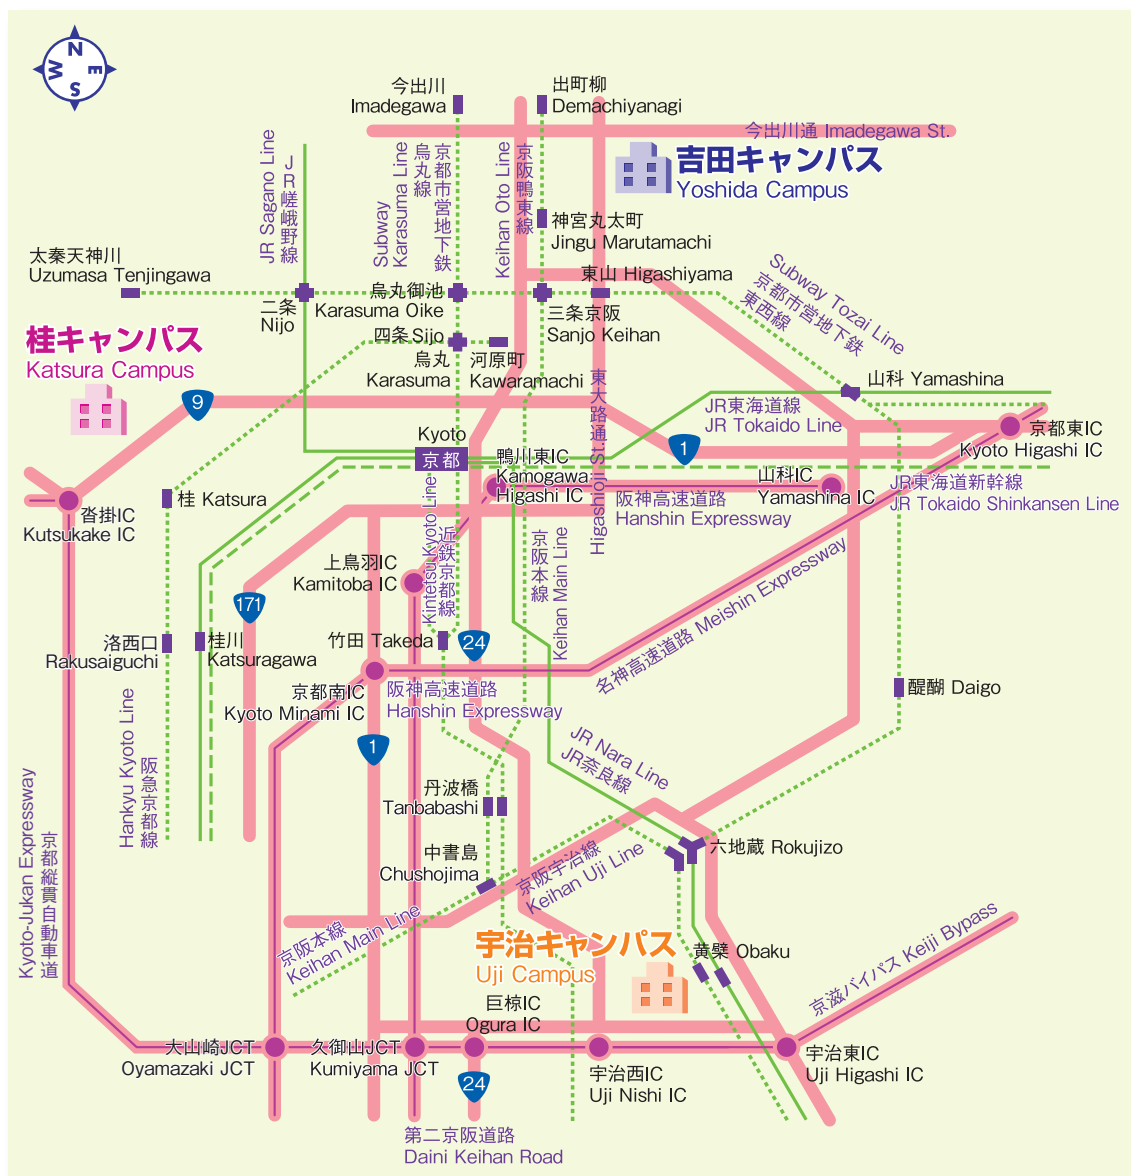 N
E
S
W
今出川
Imadegawa
出町柳
Demachiyanagi
今出川通 Imadegawa St.
吉田キャンパス
Yoshida Campus
JR Sagano Line
JR嵯峨野線
Subway
Karasuma Line
烏丸線
京都市営地下鉄
Keihan Oto Line
京阪鴨東線
神宮丸太町
Jingu Marutamachi
太秦天神川
Uzumasa Tenjingawa
東山 Higashiyama
Subway Tozai Line
京都市営地下鉄
東西線
二条
Nijo
烏丸御池
Karasuma Oike
三条京阪
Sanjo Keihan
四条 Sijo
烏丸
Karasuma
河原町
Kawaramachi
桂キャンパス
Katsura Campus
9
東大路通
Higashioji St.
山科 Yamashina
JR東海道線
JR Tokaido Line
1
京都東IC
Kyoto Higashi IC
Kyoto
京都
鴨川東IC
Kamogawa
Higashi IC
山科IC
Yamashina IC
阪神高速道路
Hanshin Expressway
JR東海道新幹線
JR Tokaido Shinkansen Line
沓掛IC
Kutsukake IC
桂 Katsura
Kintetsu Kyoto Line
近鉄京都線
京阪本線
Keihan Main Line
上鳥羽IC
Kamitoba IC
171
洛西口
Rakusaiguchi
桂川
Katsuragawa
竹田 Takeda
24
名神高速道路 Meishin Expressway
京都南IC
Kyoto Minami IC
阪神高速道路
Hanshin Expressway
醍醐 Daigo
1
Hankyu Kyoto Line
阪急京都線
JR Nara Line
JR奈良線
丹波橋
Tanbabashi
Kyoto-Jukan Expressway
京都縦貫自動車道
中書島
Chushojima
京阪宇治線
Keihan Uji Line
六地蔵 Rokujizo
京阪本線
Keihan Main Line
宇治キャンパス
Uji Campus
黄檗 Obaku
京滋バイパス Keiji Bypass
巨椋IC
Ogura IC
大山崎JCT
Oyamazaki JCT
久御山JCT
Kumiyama JCT
宇治西IC
Uji Nishi IC
宇治東IC
Uji Higashi IC
24
第二京阪道路
Daini Keihan Road